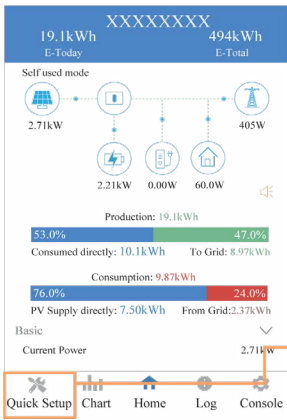 XXXXXXXX
19.1kWh 494kWh
E-Today E-Total
Self used mode
2.71kW 405W
2.21kW 0.00W 60.0W
Production: 19.1kWh
53.0% 47.0%
Consumed directly: 10.1kWh To Grid: 8.97kWh
Consumption: 9.87kWh
76.0% 24.0%
PV Supply directly: 7.50kWh From Grid:2.37kWh
Basic
Current Power 2.71kW
Quick Setup Chart Home Log Console